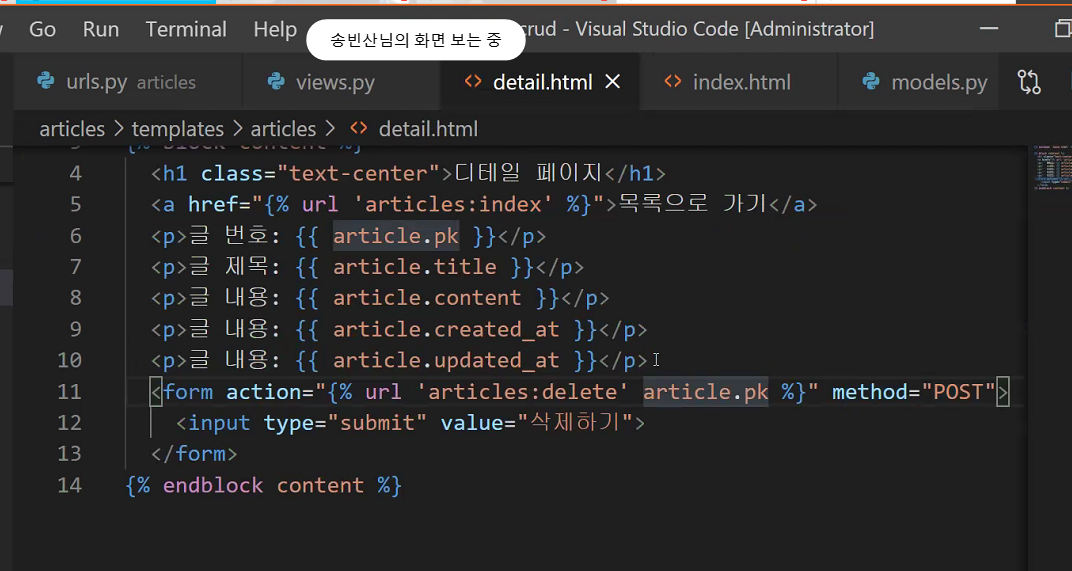 Go Run Terminal Help
송빈산님의 화면 보는 중
crud - Visual Studio Code [Administrator]
urls.py articles
views.py
detail.html
index.html
models.py
articles > templates > articles > <> detail.html
{% block content %}
4 <h1 class="text-center">디테일 페이지</h1>
5 <a href="{% url 'articles:index' %}">목록으로 가기</a>
6 <p>글 번호: {{ article.pk }}</p>
7 <p>글 제목: {{ article.title }}</p>
8 <p>글 내용: {{ article.content }}</p>
9 <p>글 내용: {{ article.created_at }}</p>
10 <p>글 내용: {{ article.updated_at }}</p>
11 <form action="{% url 'articles:delete' article.pk %}" method="POST">
12 <input type="submit" value="삭제하기">
13 </form>
14 {% endblock content %}